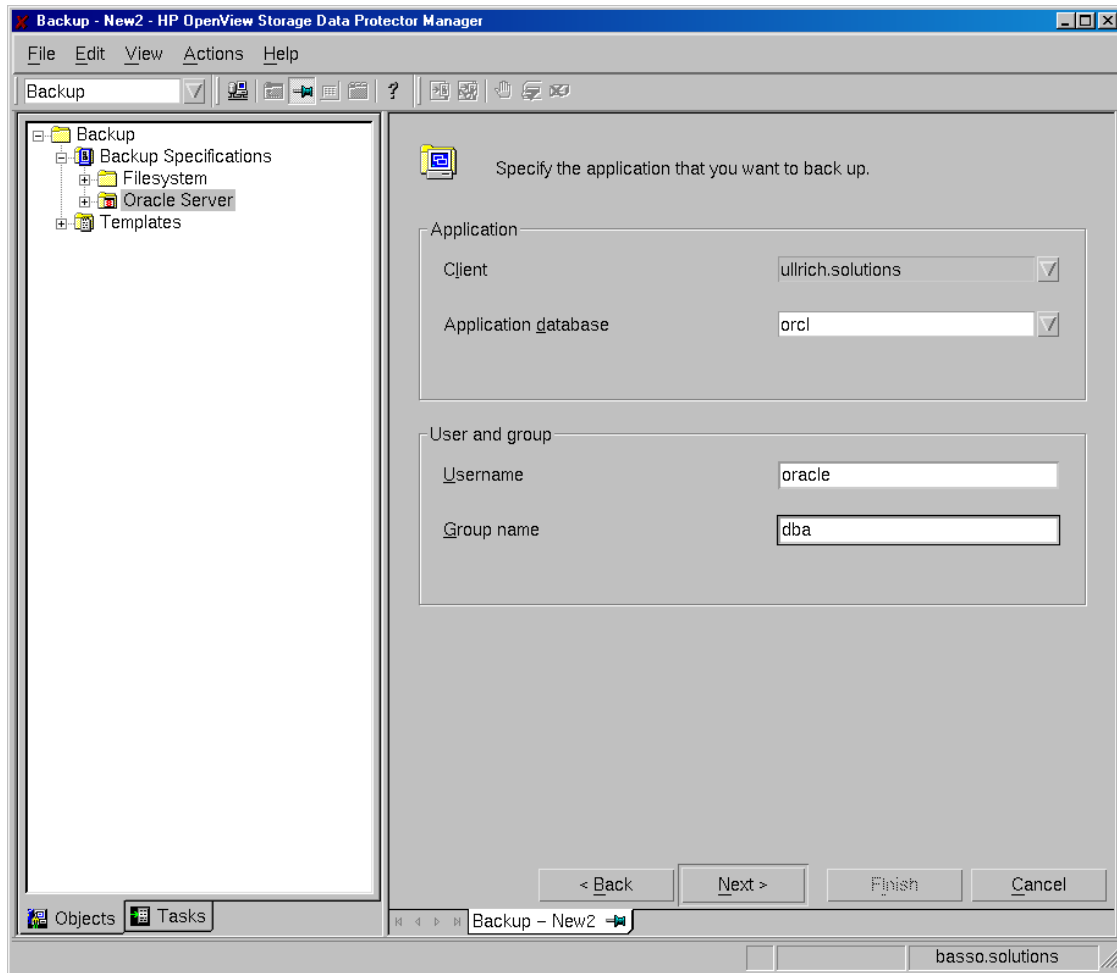 Backup - New2 - HP OpenView Storage Data Protector Manager
File Edit View Actions Help
Backup
Backup
Backup Specifications
Filesystem
Oracle Server
Templates
Specify the application that you want to back up.
Application
Client ullrich.solutions
Application database orcl
User and group
Username oracle
Group name dba
< Back Next > Finish Cancel
Objects Tasks
Backup - New2
basso.solutions